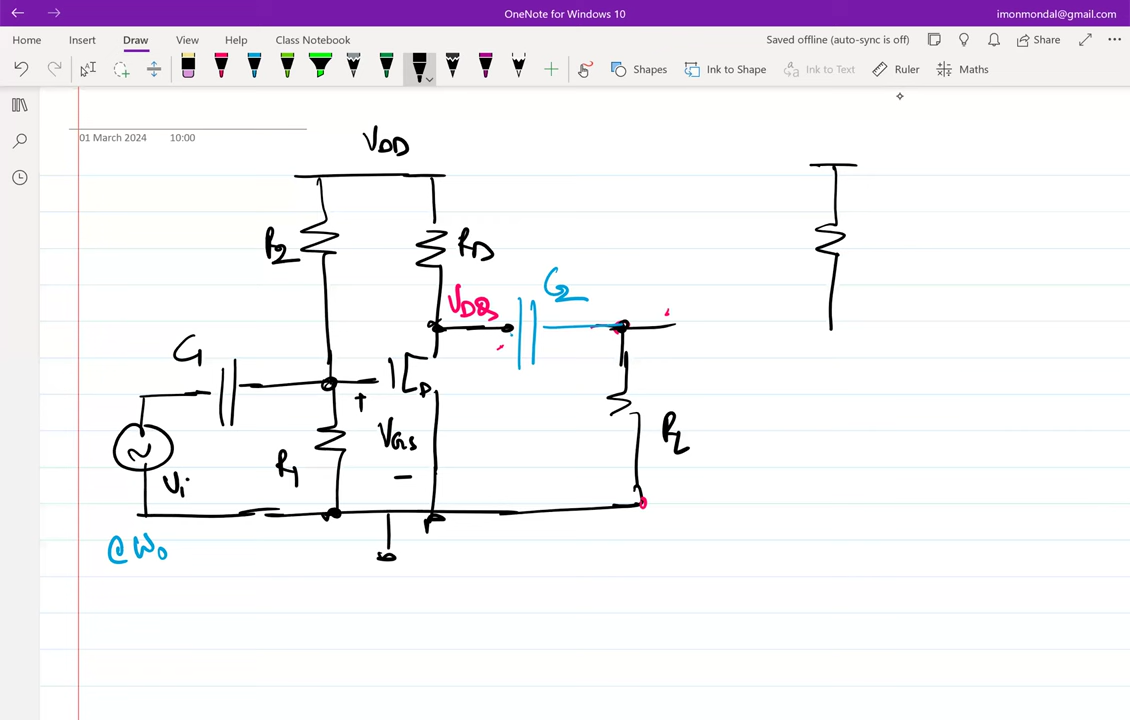 OneNote for Windows 10
imonmondal@gmail.com
Home Insert Draw View Help Class Notebook
Saved offline (auto-sync is off)
Share
Shapes Ink to Shape Ink to Text Ruler Maths
01 March 2024 10:00
VDD
R2
RD
C2
VDQ
C1
+
VGS
RL
R1
Vi
−
@ω0